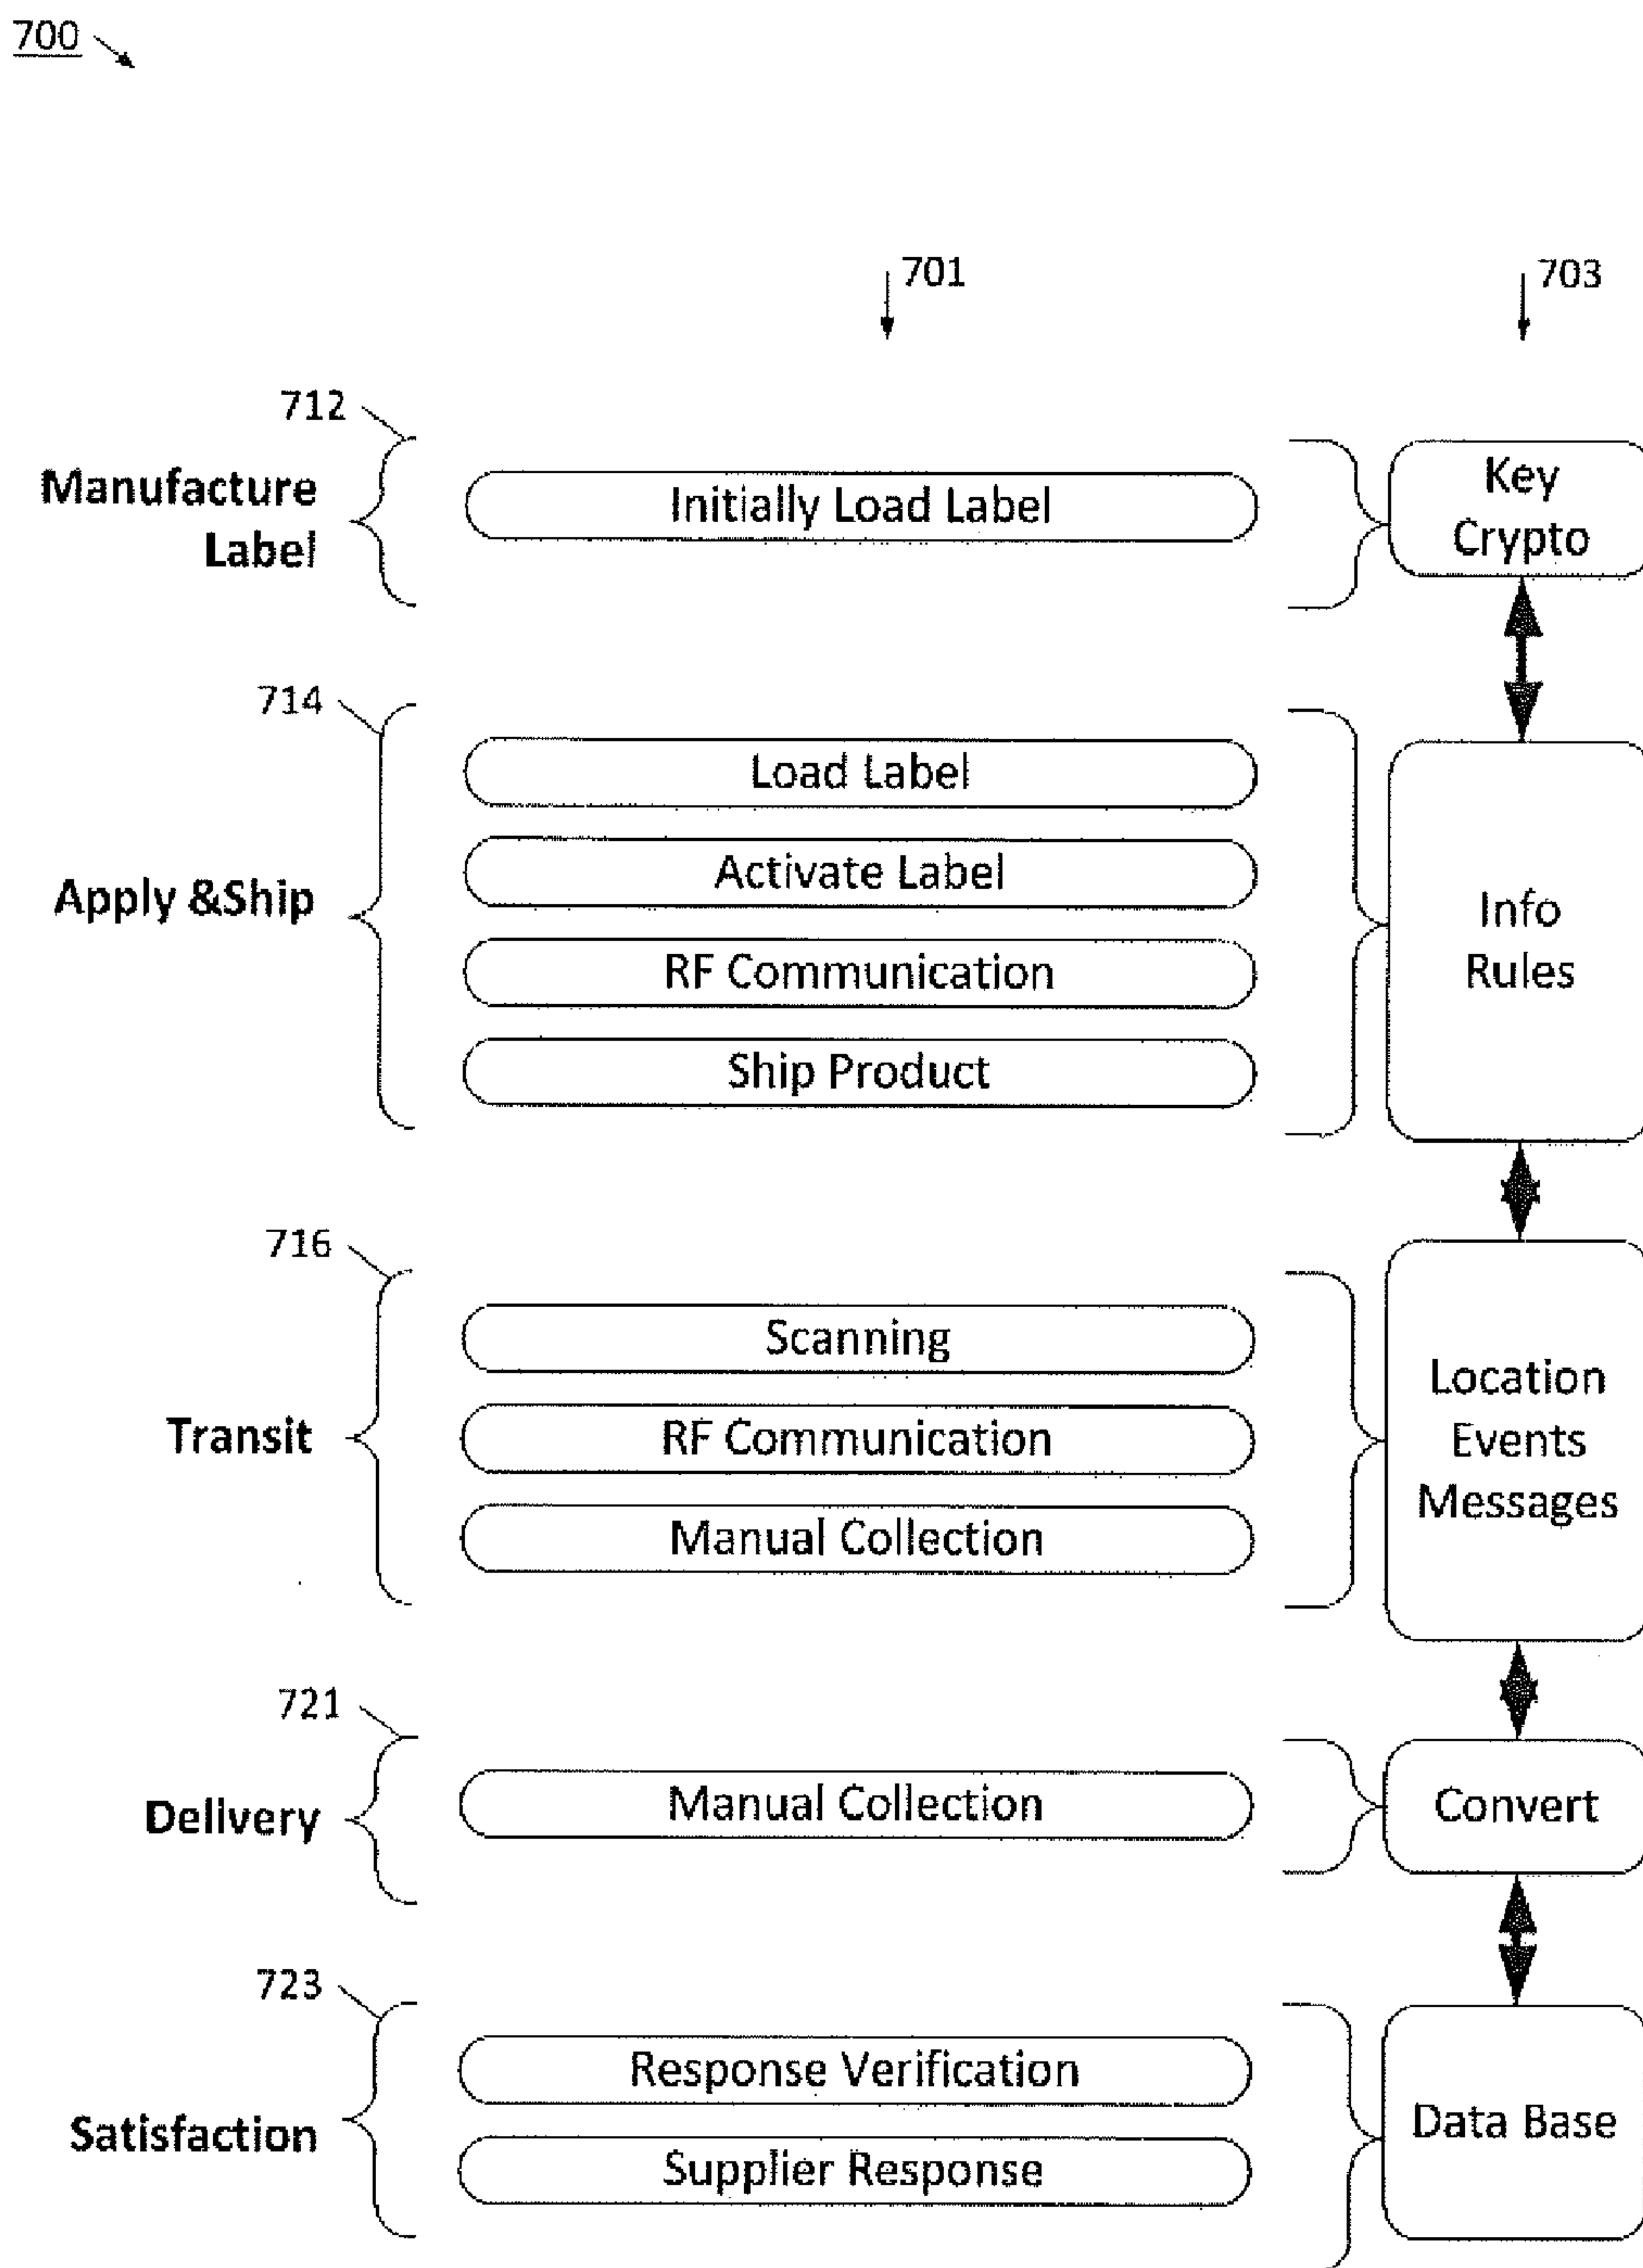 700
701
703
712
Manufacture
Label
Initially Load Label
Key
Crypto
714
Apply &Ship
Load Label
Activate Label
RF Communication
Ship Product
Info
Rules
716
Transit
Scanning
RF Communication
Manual Collection
Location
Events
Messages
721
Delivery
Manual Collection
Convert
723
Satisfaction
Response Verification
Supplier Response
Data Base